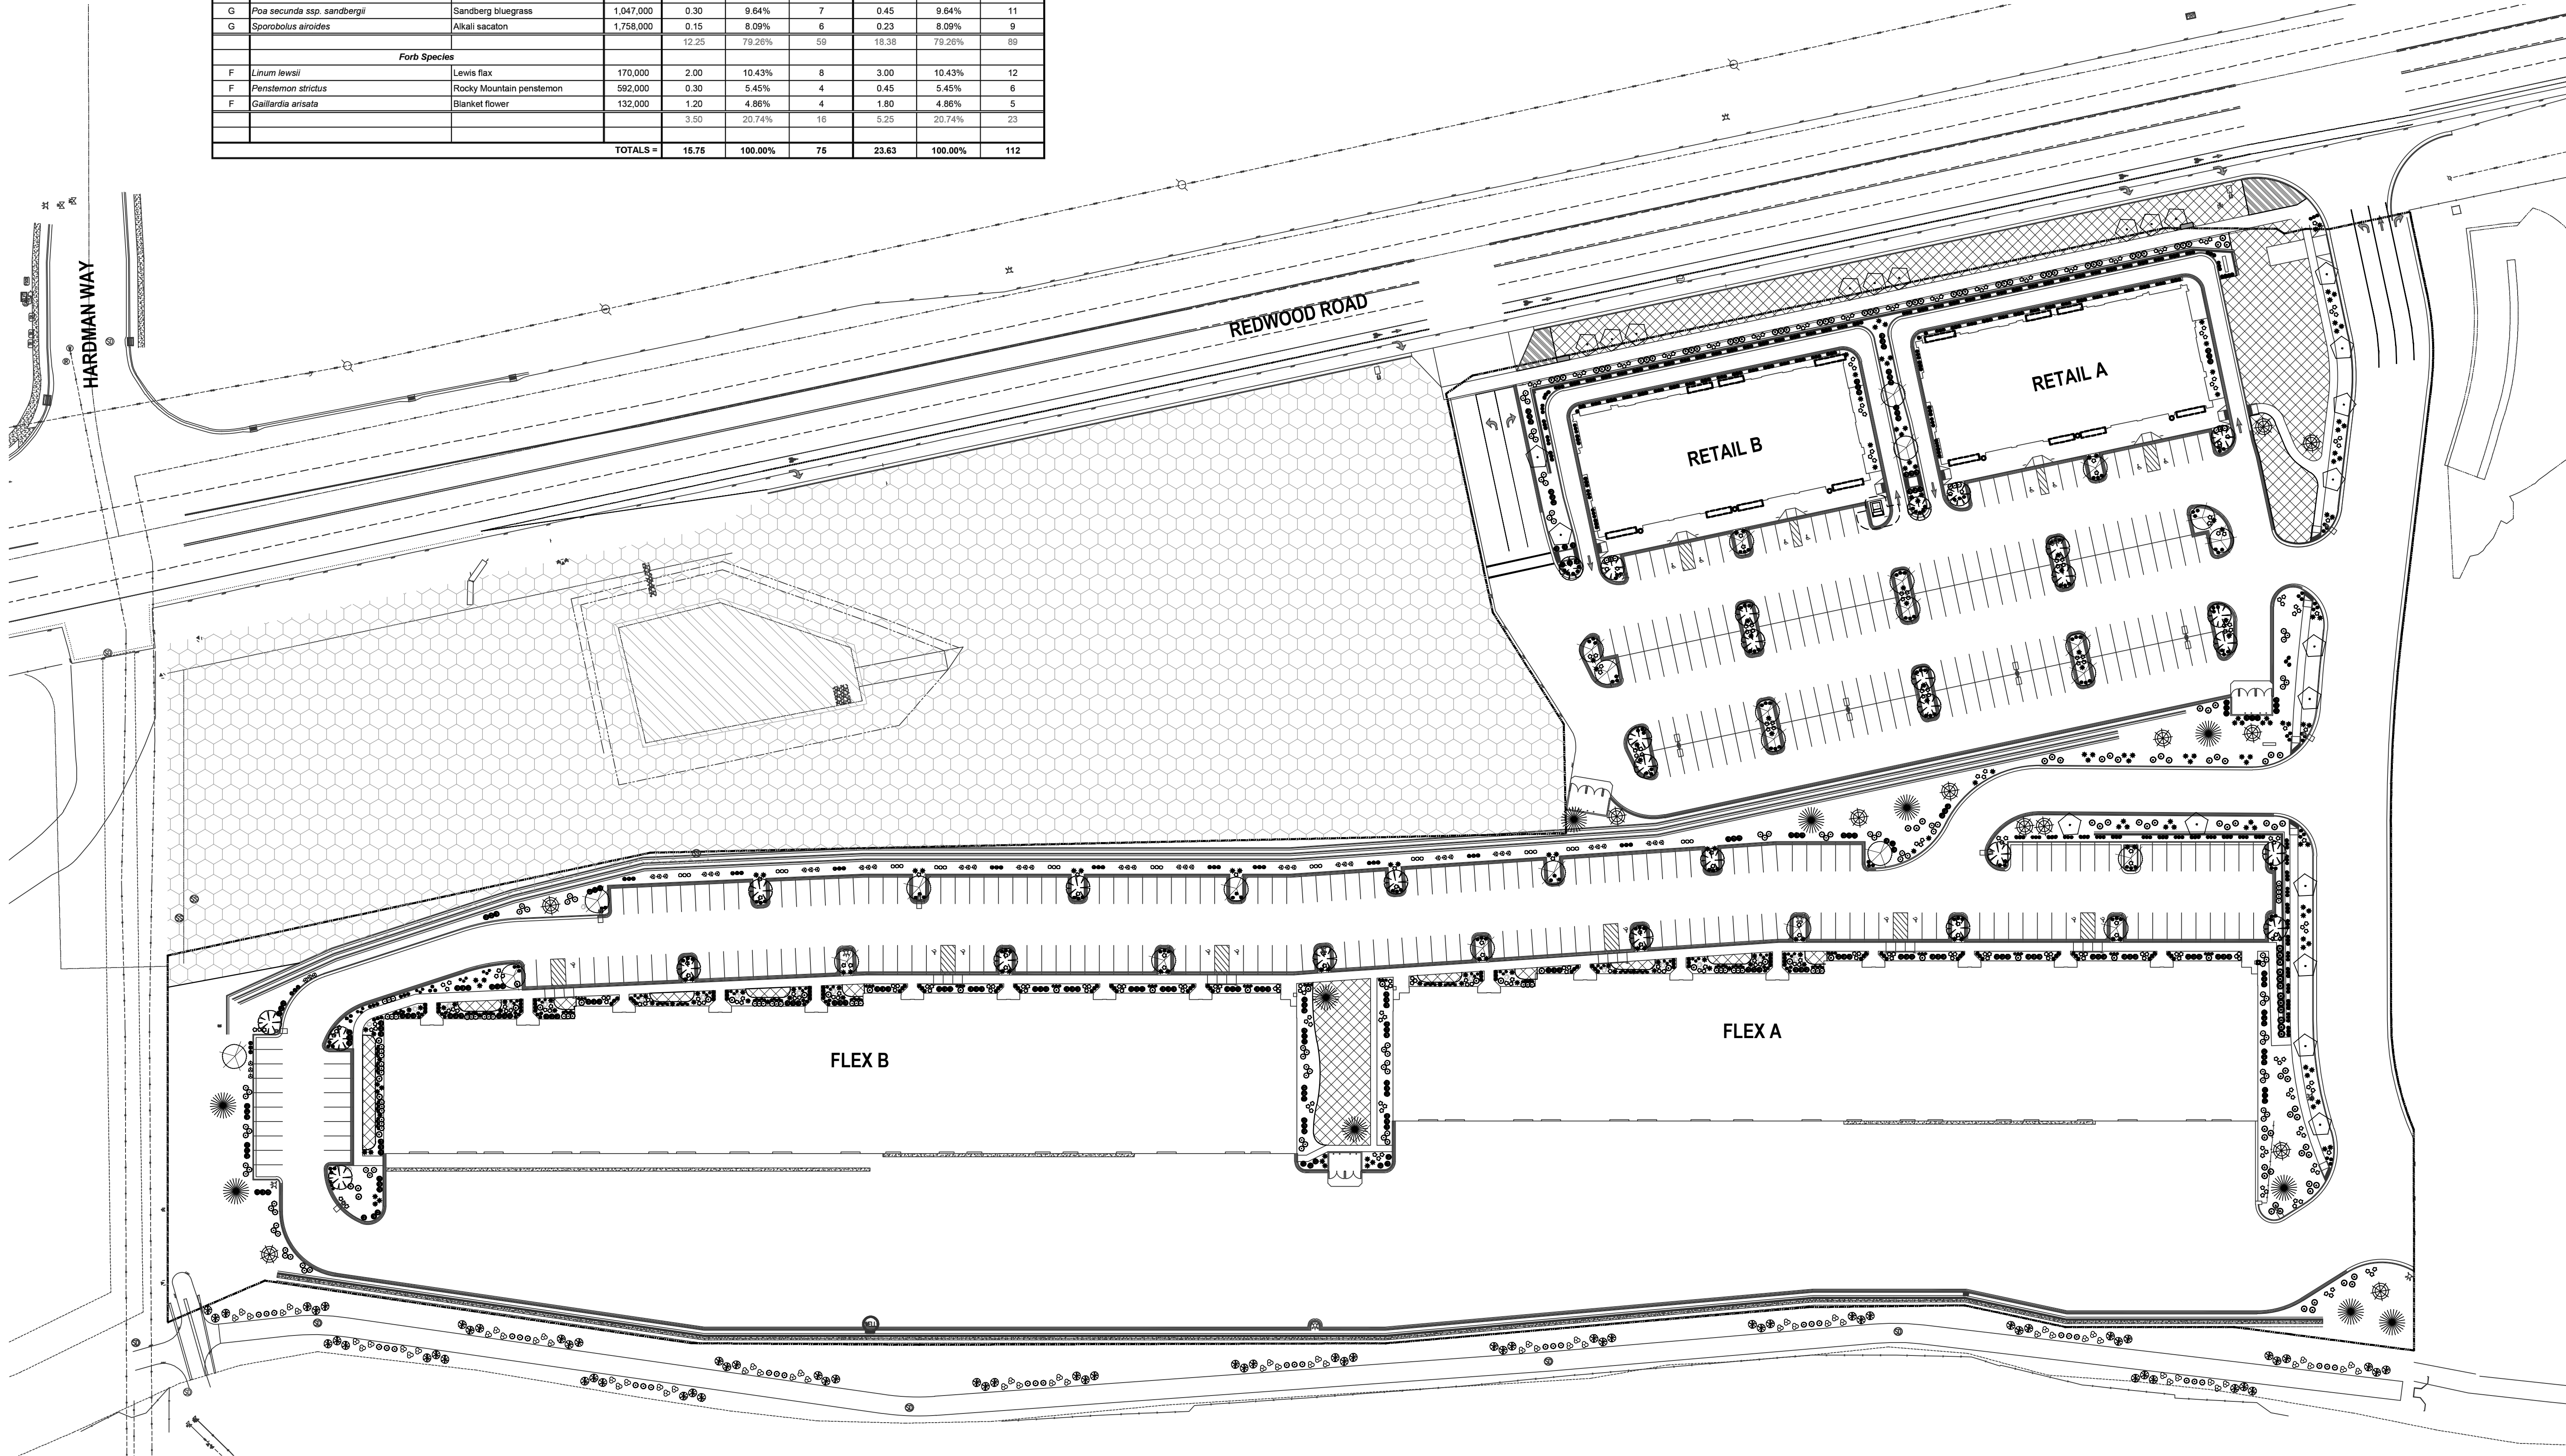 G Poa secunda ssp. sandbergii Sandberg bluegrass 1,047,000 0.30 9.64% 7 0.45 9.64% 11
G Sporobolus airoides Alkali sacaton 1,758,000 0.15 8.09% 6 0.23 8.09% 9
12.25 79.26% 59 18.38 79.26% 89
Forb Species
F Linum lewsii Lewis flax 170,000 2.00 10.43% 8 3.00 10.43% 12
F Penstemon strictus Rocky Mountain penstemon 592,000 0.30 5.45% 4 0.45 5.45% 6
F Gaillardia arisata Blanket flower 132,000 1.20 4.86% 4 1.80 4.86% 5
3.50 20.74% 16 5.25 20.74% 23
TOTALS = 15.75 100.00% 75 23.63 100.00% 112
HARDMAN WAY
REDWOOD ROAD
RETAIL A
RETAIL B
FLEX A
FLEX B